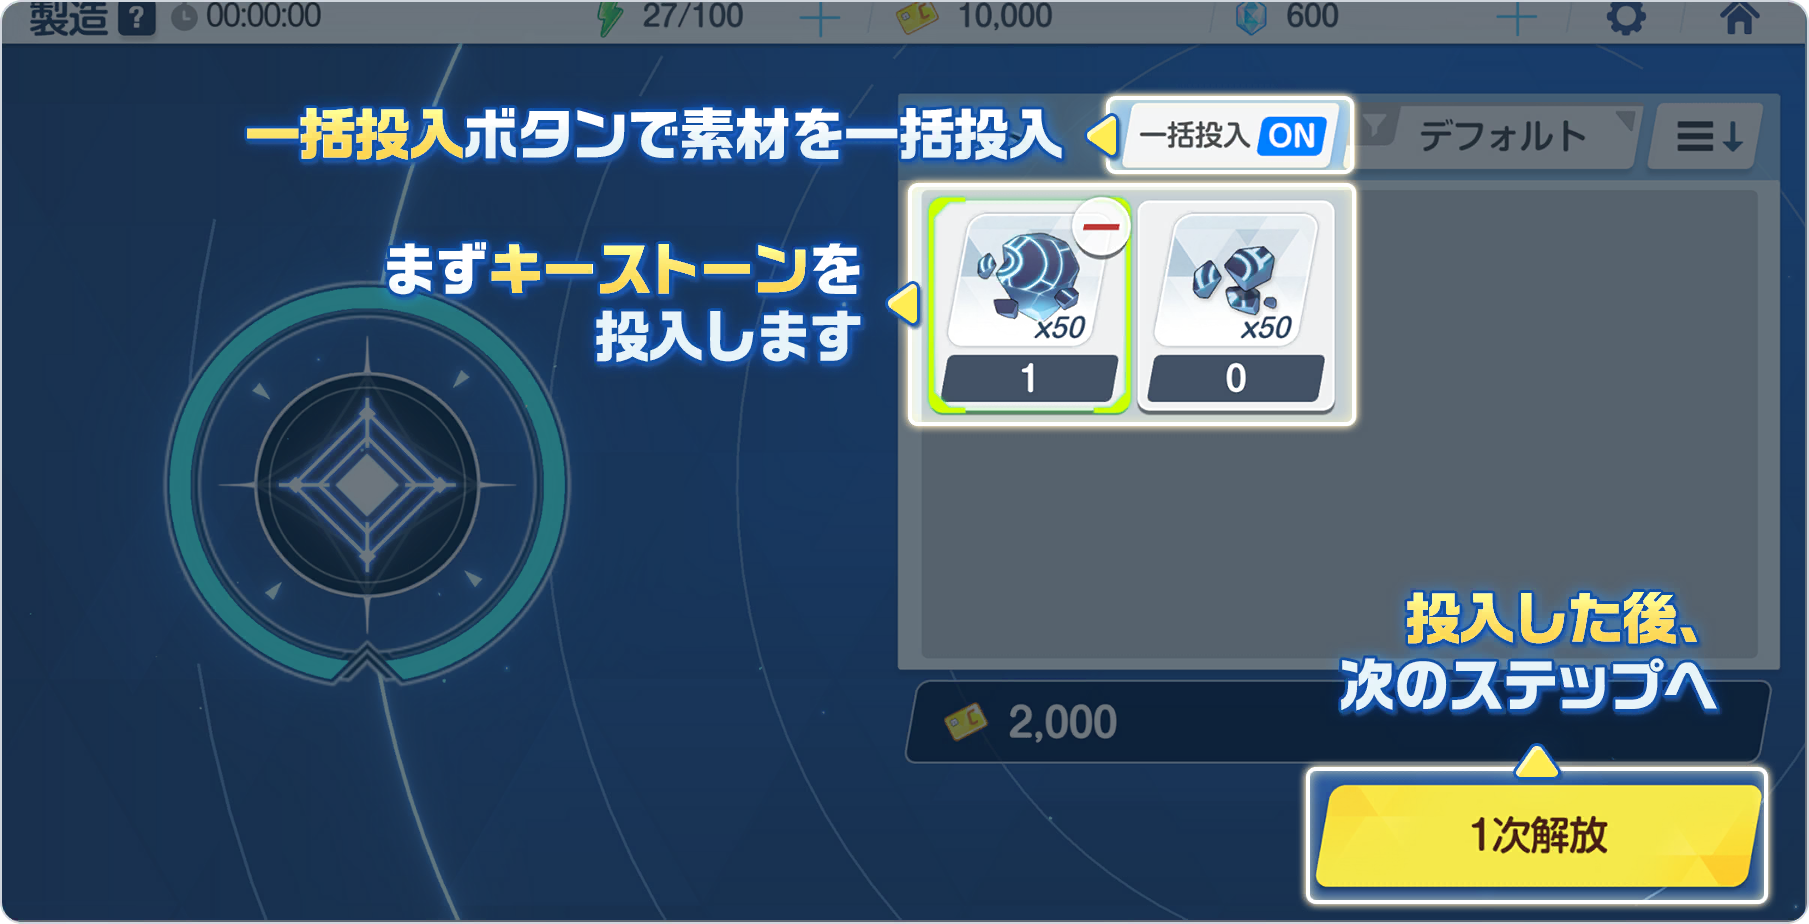 製造 ? 00:00:00 27/100 10,000 600
一括投入ボタンで素材を一括投入
一括投入 ON
デフォルト
まずキーストーンを
投入します
x50
1
x50
0
投入した後、
次のステップへ
2,000
1次解放